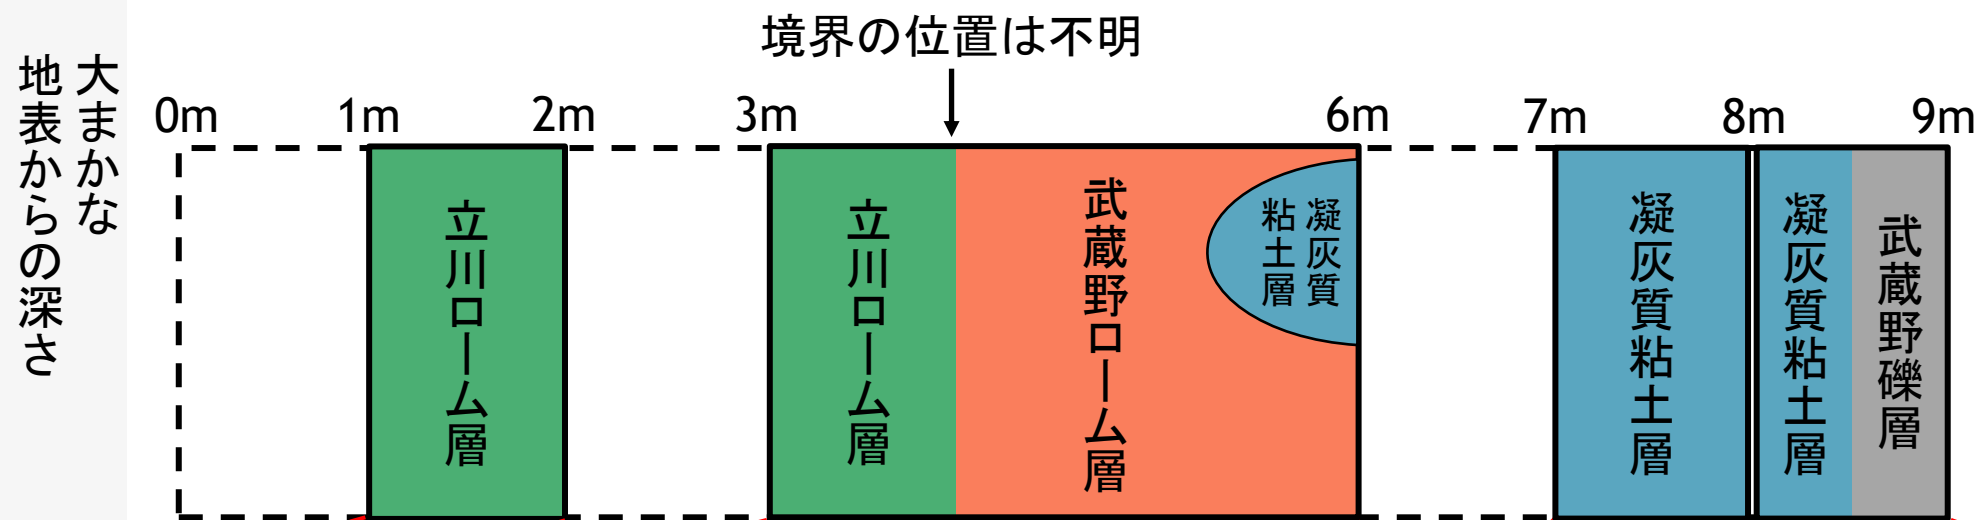 境界の位置は不明
大まかな
地表からの深さ
0m 1m 2m 3m 6m 7m 8m 9m
立川ローム層
立川ローム層
武蔵野ローム層
凝灰質
粘土層
凝灰質粘土層
凝灰質粘土層
武蔵野礫層